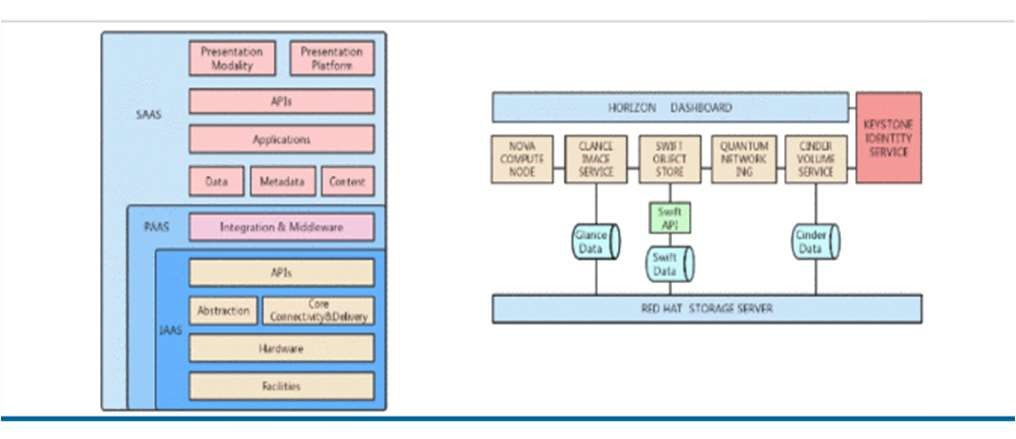 Presentation
Modality
Presentation
Platform
SAAS
APIs
Applications
Data
Metadata
Content
PAAS
Integration & Middleware
APIs
Abstraction
Core
Connectivity&Delivery
IAAS
Hardware
Facilities
HORIZON DASHBOARD
KEYSTONE
IDENTITY
SERVICE
NOVA
COMPUTE
NODE
GLANCE
IMAGE
SERVICE
SWIFT
OBJECT
STORE
QUANTUM
NETWORK
ING
CINDER
VOLUME
SERVICE
Swift
API
Glance
Data
Swift
Data
Cinder
Data
RED HAT STORAGE SERVER